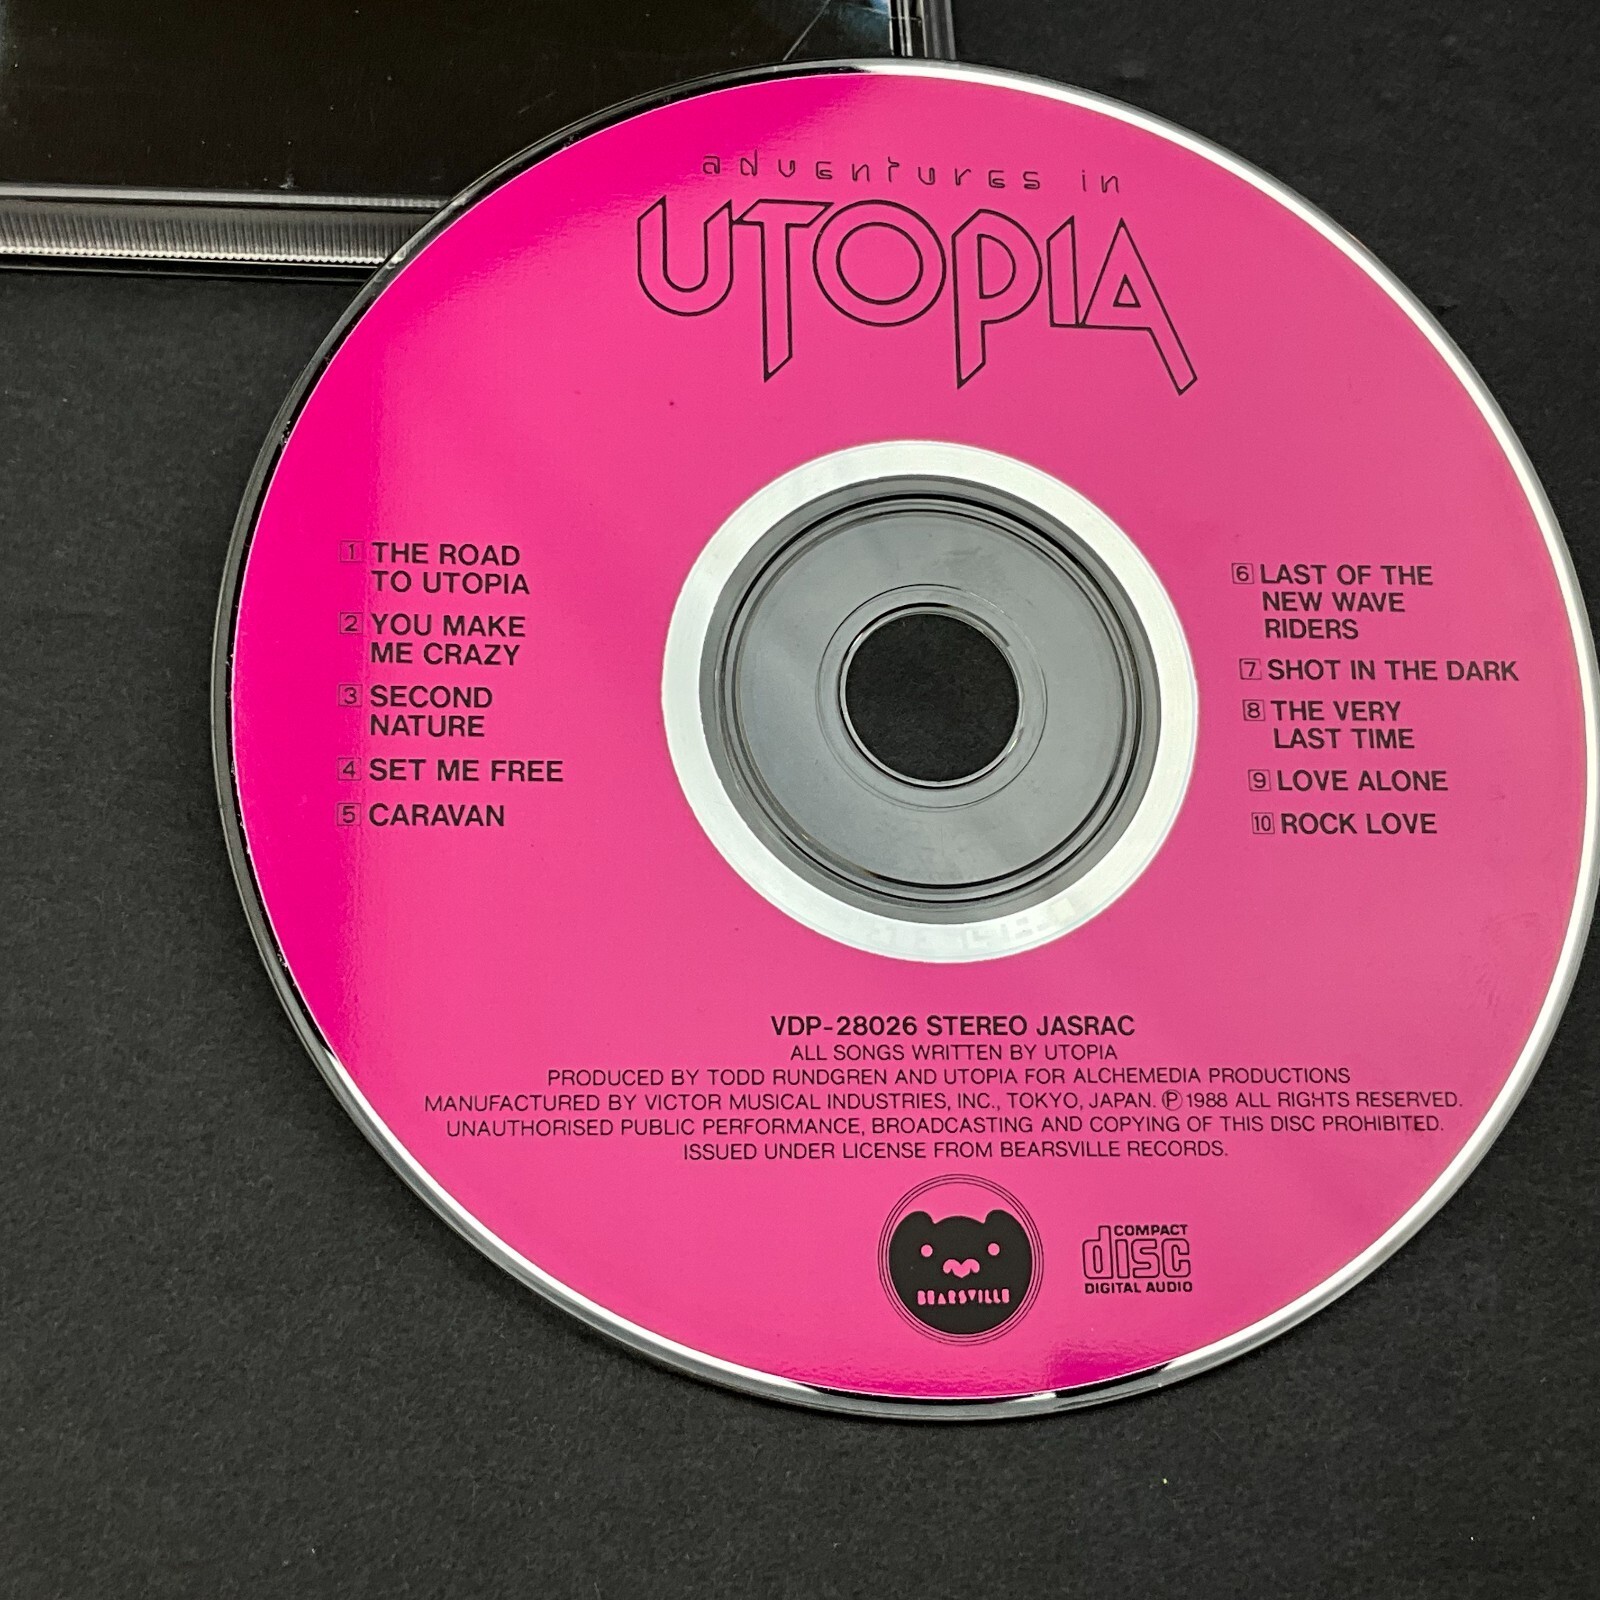 adventures in
UTOPIA
1 THE ROAD
TO UTOPIA
2 YOU MAKE
ME CRAZY
3 SECOND
NATURE
4 SET ME FREE
5 CARAVAN
6 LAST OF THE
NEW WAVE
RIDERS
7 SHOT IN THE DARK
8 THE VERY
LAST TIME
9 LOVE ALONE
10 ROCK LOVE
VDP-28026 STEREO JASRAC
ALL SONGS WRITTEN BY UTOPIA
PRODUCED BY TODD RUNDGREN AND UTOPIA FOR ALCHEMEDIA PRODUCTIONS
MANUFACTURED BY VICTOR MUSICAL INDUSTRIES, INC., TOKYO, JAPAN. ℗ 1988 ALL RIGHTS RESERVED.
UNAUTHORISED PUBLIC PERFORMANCE, BROADCASTING AND COPYING OF THIS DISC PROHIBITED.
ISSUED UNDER LICENSE FROM BEARSVILLE RECORDS.
BEARSVILLE
COMPACT
disc
DIGITAL AUDIO